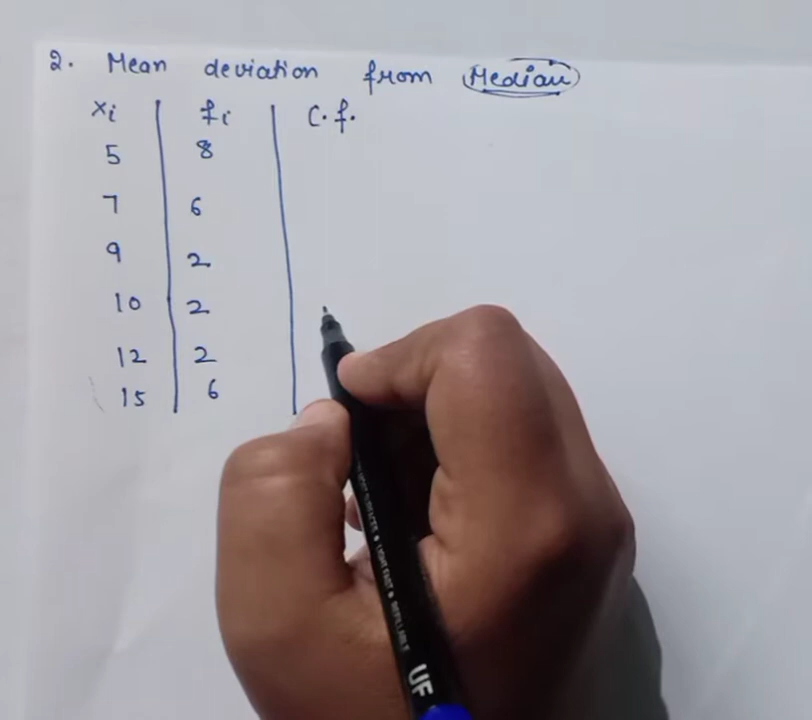 2. Mean deviation from Median
xi fi c.f.
5 8
7 6
9 2
10 2
12 2
15 6
UF